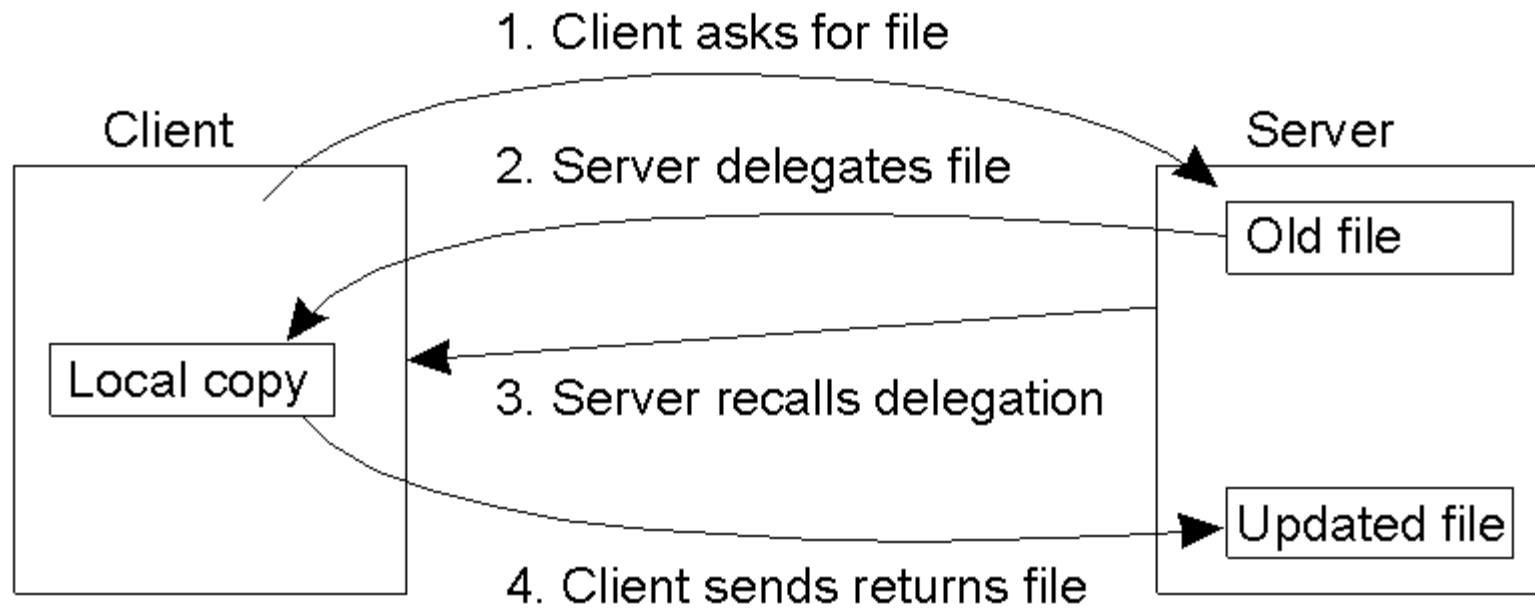 1. Client asks for file
Client
Server
2. Server delegates file
Old file
Local copy
3. Server recalls delegation
Updated file
4. Client sends returns file